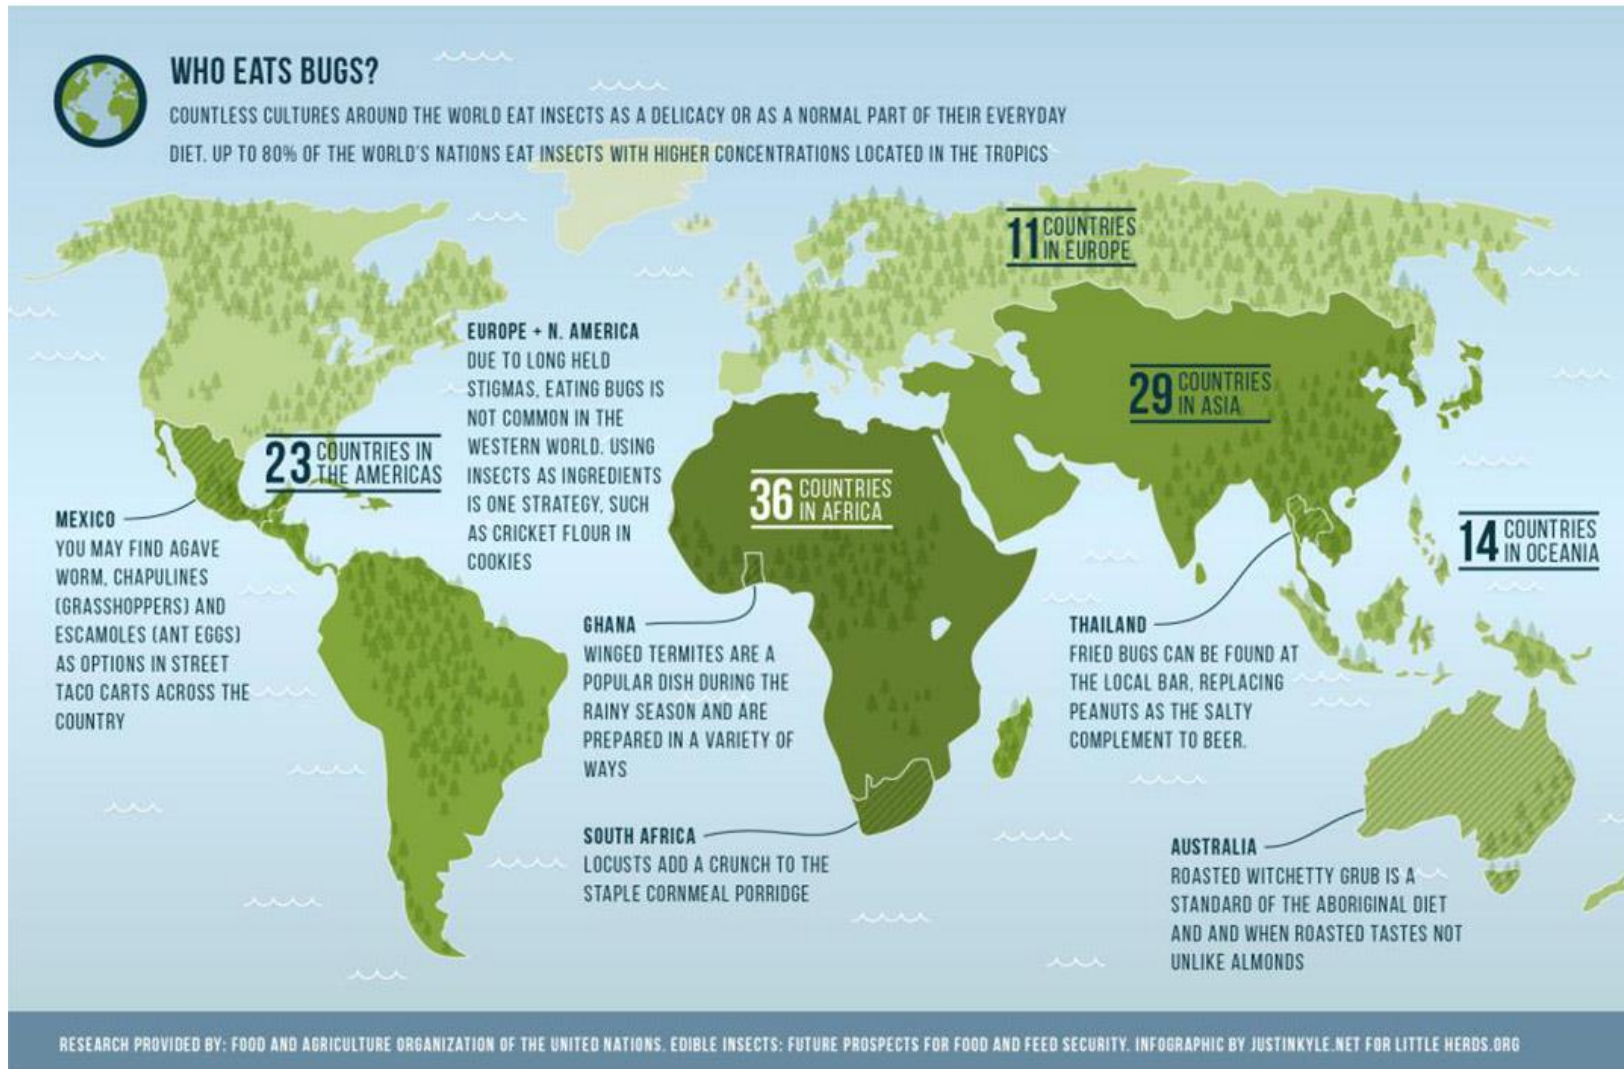 WHO EATS BUGS?
COUNTLESS CULTURES AROUND THE WORLD EAT INSECTS AS A DELICACY OR AS A NORMAL PART OF THEIR EVERYDAY
DIET. UP TO 80% OF THE WORLD'S NATIONS EAT INSECTS WITH HIGHER CONCENTRATIONS LOCATED IN THE TROPICS
11 COUNTRIES
IN EUROPE
EUROPE + N. AMERICA
DUE TO LONG HELD
STIGMAS, EATING BUGS IS
NOT COMMON IN THE
WESTERN WORLD. USING
INSECTS AS INGREDIENTS
IS ONE STRATEGY, SUCH
AS CRICKET FLOUR IN
COOKIES
29 COUNTRIES
IN ASIA
23 COUNTRIES IN
THE AMERICAS
36 COUNTRIES
IN AFRICA
14 COUNTRIES
IN OCEANIA
MEXICO
YOU MAY FIND AGAVE
WORM, CHAPULINES
(GRASSHOPPERS) AND
ESCAMOLES (ANT EGGS)
AS OPTIONS IN STREET
TACO CARTS ACROSS THE
COUNTRY
GHANA
WINGED TERMITES ARE A
POPULAR DISH DURING THE
RAINY SEASON AND ARE
PREPARED IN A VARIETY OF
WAYS
THAILAND
FRIED BUGS CAN BE FOUND AT
THE LOCAL BAR, REPLACING
PEANUTS AS THE SALTY
COMPLEMENT TO BEER.
SOUTH AFRICA
LOCUSTS ADD A CRUNCH TO THE
STAPLE CORNMEAL PORRIDGE
AUSTRALIA
ROASTED WITCHETTY GRUB IS A
STANDARD OF THE ABORIGINAL DIET
AND AND WHEN ROASTED TASTES NOT
UNLIKE ALMONDS
RESEARCH PROVIDED BY: FOOD AND AGRICULTURE ORGANIZATION OF THE UNITED NATIONS. EDIBLE INSECTS: FUTURE PROSPECTS FOR FOOD AND FEED SECURITY. INFOGRAPHIC BY JUSTINKYLE.NET FOR LITTLE HERDS.ORG